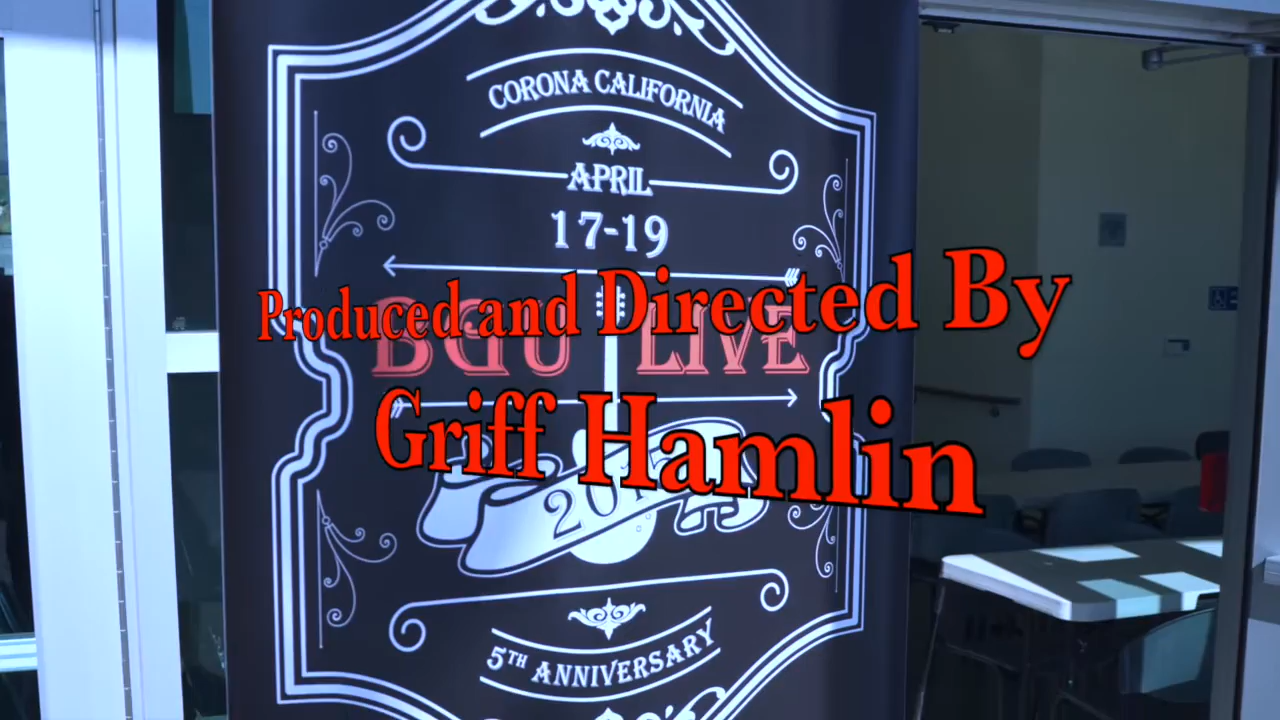 CORONA CALIFORNIA
APRIL
17-19
Produced and Directed By
BGU LIVE
Griff Hamlin
5TH ANNIVERSARY